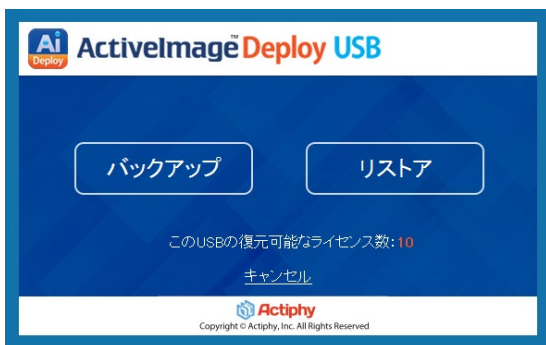 Ai
Deploy
ActiveImage™ Deploy USB
バックアップ
リストア
このUSBの復元可能なライセンス数:10
キャンセル
Actiphy
Copyright © Actiphy, Inc. All Rights Reserved